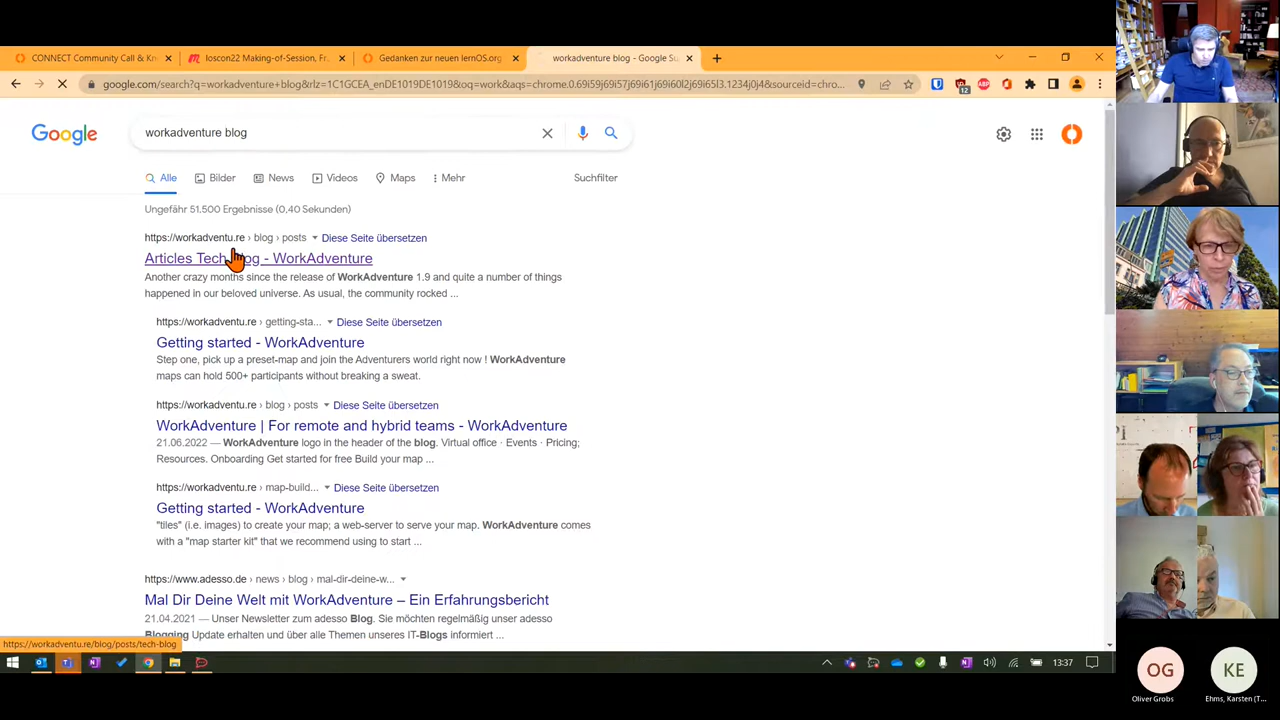 CONNECT Community Call & Kn
loscon22 Making-of-Session, Fr
Gedanken zur neuen lernOS.org
workadventure blog - Google Su
google.com/search?q=workadventure+blog&rlz=1C1GCEA_enDE1019DE1019&oq=work&aqs=chrome.0.69i59j69i57j69i61j69i60l2j69i65l3.1234j0j4&sourceid=chro...
12
ABP
Google
workadventure blog
Alle
Bilder
News
Videos
Maps
Mehr
Suchfilter
Ungefähr 51.500 Ergebnisse (0,40 Sekunden)
https://workadventu.re › blog › posts Diese Seite übersetzen
Articles Tech Blog - WorkAdventure
Another crazy months since the release of WorkAdventure 1.9 and quite a number of things
happened in our beloved universe. As usual, the community rocked ...
https://workadventu.re › getting-sta... Diese Seite übersetzen
Getting started - WorkAdventure
Step one, pick up a preset-map and join the Adventurers world right now ! WorkAdventure
maps can hold 500+ participants without breaking a sweat.
https://workadventu.re › blog › posts Diese Seite übersetzen
WorkAdventure | For remote and hybrid teams - WorkAdventure
21.06.2022 — WorkAdventure logo in the header of the blog. Virtual office · Events · Pricing;
Resources. Onboarding Get started for free Build your map ...
https://workadventu.re › map-build... Diese Seite übersetzen
Getting started - WorkAdventure
"tiles" (i.e. images) to create your map; a web-server to serve your map. WorkAdventure comes
with a "map starter kit" that we recommend using to start ...
https://www.adesso.de › news › blog › mal-dir-deine-w...
Mal Dir Deine Welt mit WorkAdventure – Ein Erfahrungsbericht
21.04.2021 — Unser Newsletter zum adesso Blog. Sie möchten regelmäßig unser adesso
Blogging Update erhalten und über alle Themen unseres IT-Blogs informiert ...
https://workadventu.re/blog/posts/tech-blog
13:37
OG
Oliver Grobs
KE
Ehms, Karsten (T...